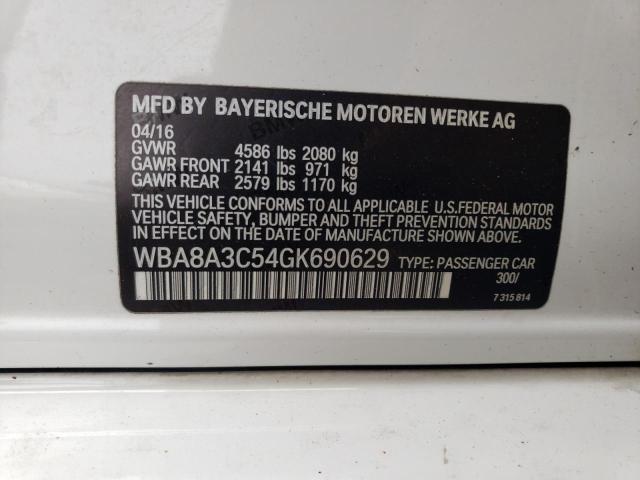 MFD BY BAYERISCHE MOTOREN WERKE AG
04/16
GVWR 4586 lbs 2080 kg
GAWR FRONT 2141 lbs 971 kg
GAWR REAR 2579 lbs 1170 kg
THIS VEHICLE CONFORMS TO ALL APPLICABLE U.S.FEDERAL MOTOR
VEHICLE SAFETY, BUMPER AND THEFT PREVENTION STANDARDS
IN EFFECT ON THE DATE OF MANUFACTURE SHOWN ABOVE.
WBA8A3C54GK690629 TYPE: PASSENGER CAR
300/
7 315 814